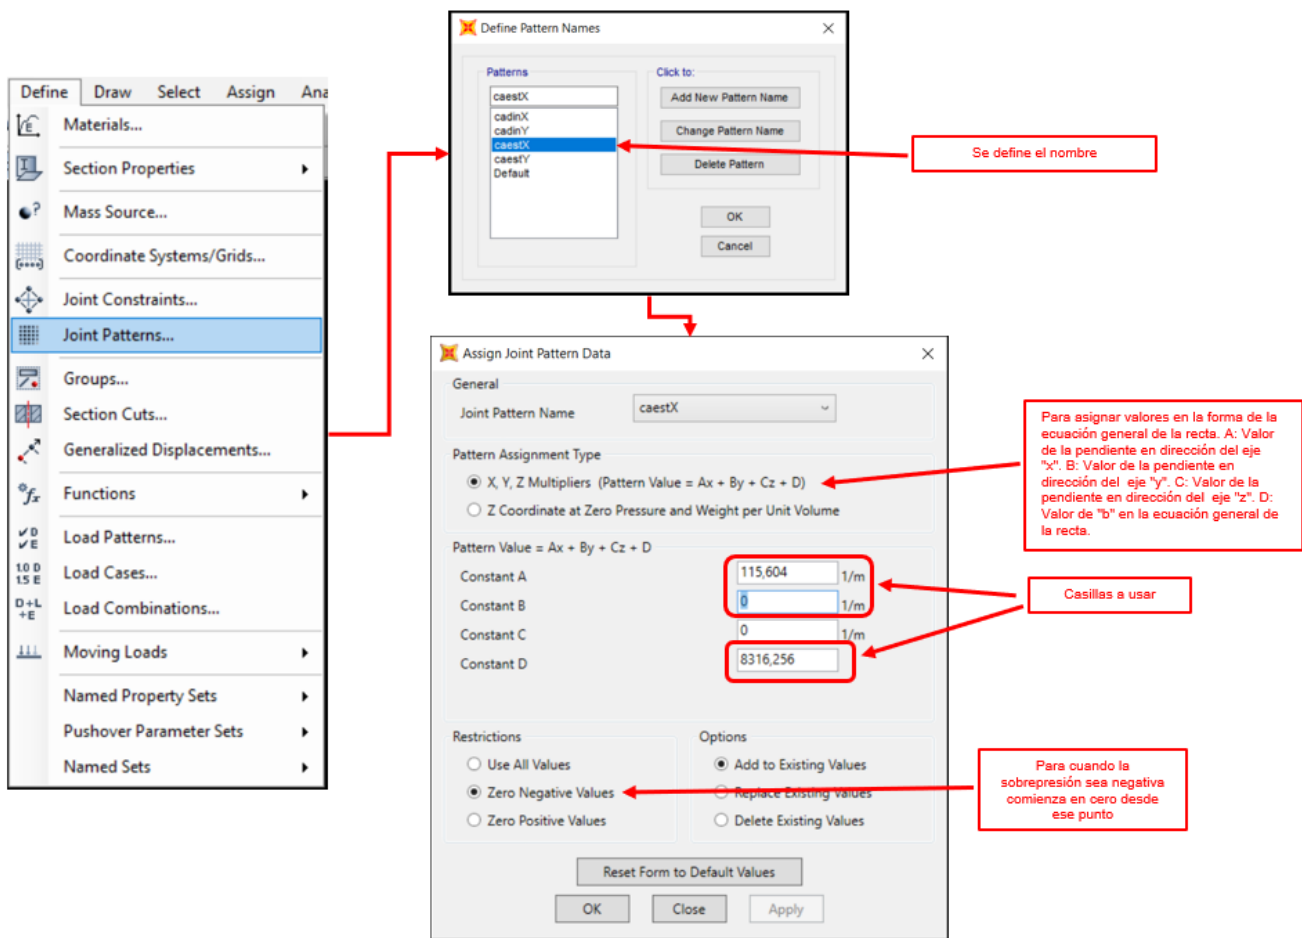 Define Draw Select Assign Ana
Materials...
Section Properties
Mass Source...
Coordinate Systems/Grids...
Joint Constraints...
Joint Patterns...
Groups...
Section Cuts...
Generalized Displacements...
Functions
Load Patterns...
Load Cases...
Load Combinations...
Moving Loads
Named Property Sets
Pushover Parameter Sets
Named Sets
Define Pattern Names
Patterns
caestX
cadinX
cadinY
caestX
caestY
Default
Click to:
Add New Pattern Name
Change Pattern Name
Delete Pattern
OK
Cancel
Se define el nombre
Assign Joint Pattern Data
General
Joint Pattern Name caestX
Pattern Assignment Type
X, Y, Z Multipliers (Pattern Value = Ax + By + Cz + D)
Z Coordinate at Zero Pressure and Weight per Unit Volume
Pattern Value = Ax + By + Cz + D
Constant A 115,604 1/m
Constant B 0 1/m
Constant C 0 1/m
Constant D 8316,256
Restrictions
Use All Values
Zero Negative Values
Zero Positive Values
Options
Add to Existing Values
Replace Existing Values
Delete Existing Values
Reset Form to Default Values
OK Close Apply
Para asignar valores en la forma de la
ecuación general de la recta. A: Valor
de la pendiente en dirección del eje
"x". B: Valor de la pendiente en
dirección del eje "y". C: Valor de la
pendiente en dirección del eje "z". D:
Valor de "b" en la ecuación general de
la recta.
Casillas a usar
Para cuando la
sobrepresión sea negativa
comienza en cero desde
ese punto